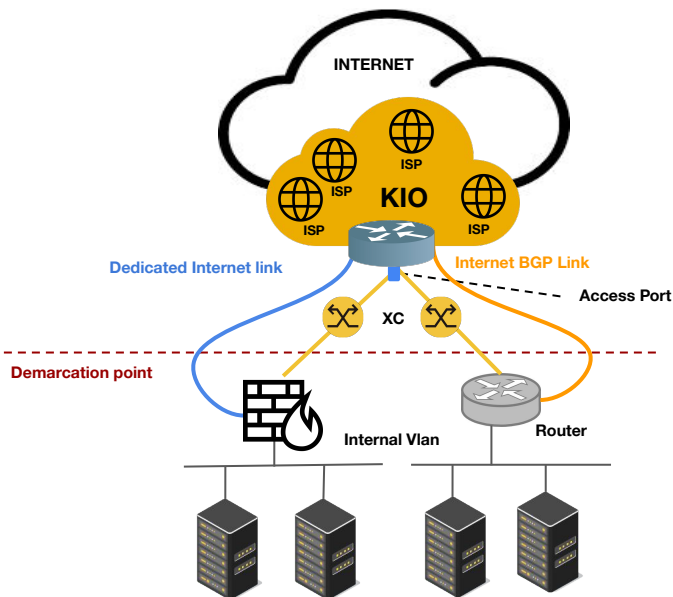 INTERNET
ISP
ISP
ISP
KIO
ISP
Dedicated Internet link
Internet BGP Link
Access Port
XC
Demarcation point
Internal Vlan
Router